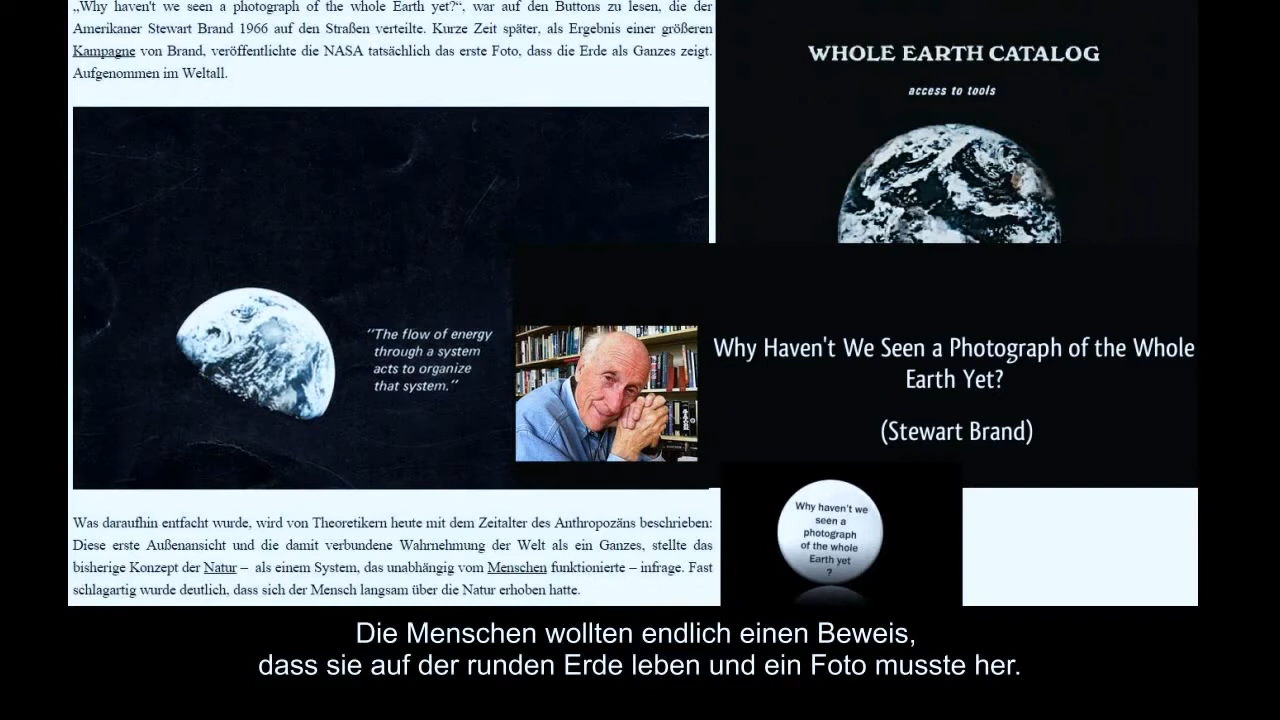 „Why haven't we seen a photograph of the whole Earth yet?“, war auf den Buttons zu lesen, die der
Amerikaner Stewart Brand 1966 auf den Straßen verteilte. Kurze Zeit später, als Ergebnis einer größeren
Kampagne von Brand, veröffentlichte die NASA tatsächlich das erste Foto, dass die Erde als Ganzes zeigt.
Aufgenommen im Weltall.
WHOLE EARTH CATALOG
access to tools
“The flow of energy
through a system
acts to organize
that system.”
Why Haven't We Seen a Photograph of the Whole
Earth Yet?
(Stewart Brand)
Why haven't we
seen a
photograph
of the whole
Earth yet
?
Was daraufhin entfacht wurde, wird von Theoretikern heute mit dem Zeitalter des Anthropozäns beschrieben:
Diese erste Außenansicht und die damit verbundene Wahrnehmung der Welt als ein Ganzes, stellte das
bisherige Konzept der Natur – als einem System, das unabhängig vom Menschen funktionierte – infrage. Fast
schlagartig wurde deutlich, dass sich der Mensch langsam über die Natur erhoben hatte.
Die Menschen wollten endlich einen Beweis,
dass sie auf der runden Erde leben und ein Foto musste her.